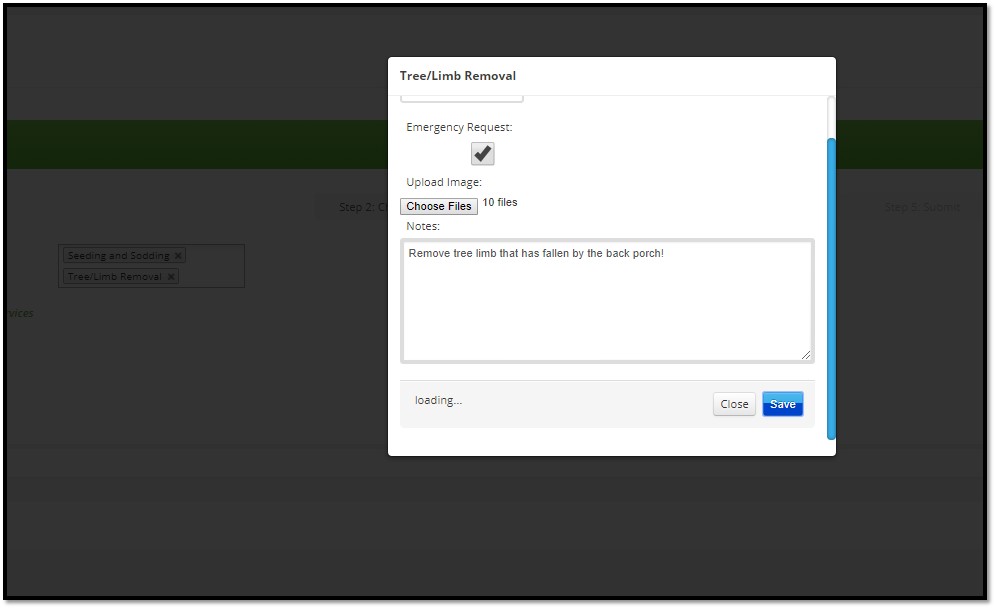 Tree/Limb Removal
Emergency Request:
Upload Image:
Choose Files 10 files
Notes:
Remove tree limb that has fallen by the back porch!
loading...
Close Save
Step 2: C
Step 5: Submit
Seeding and Sodding ×
Tree/Limb Removal ×
vices